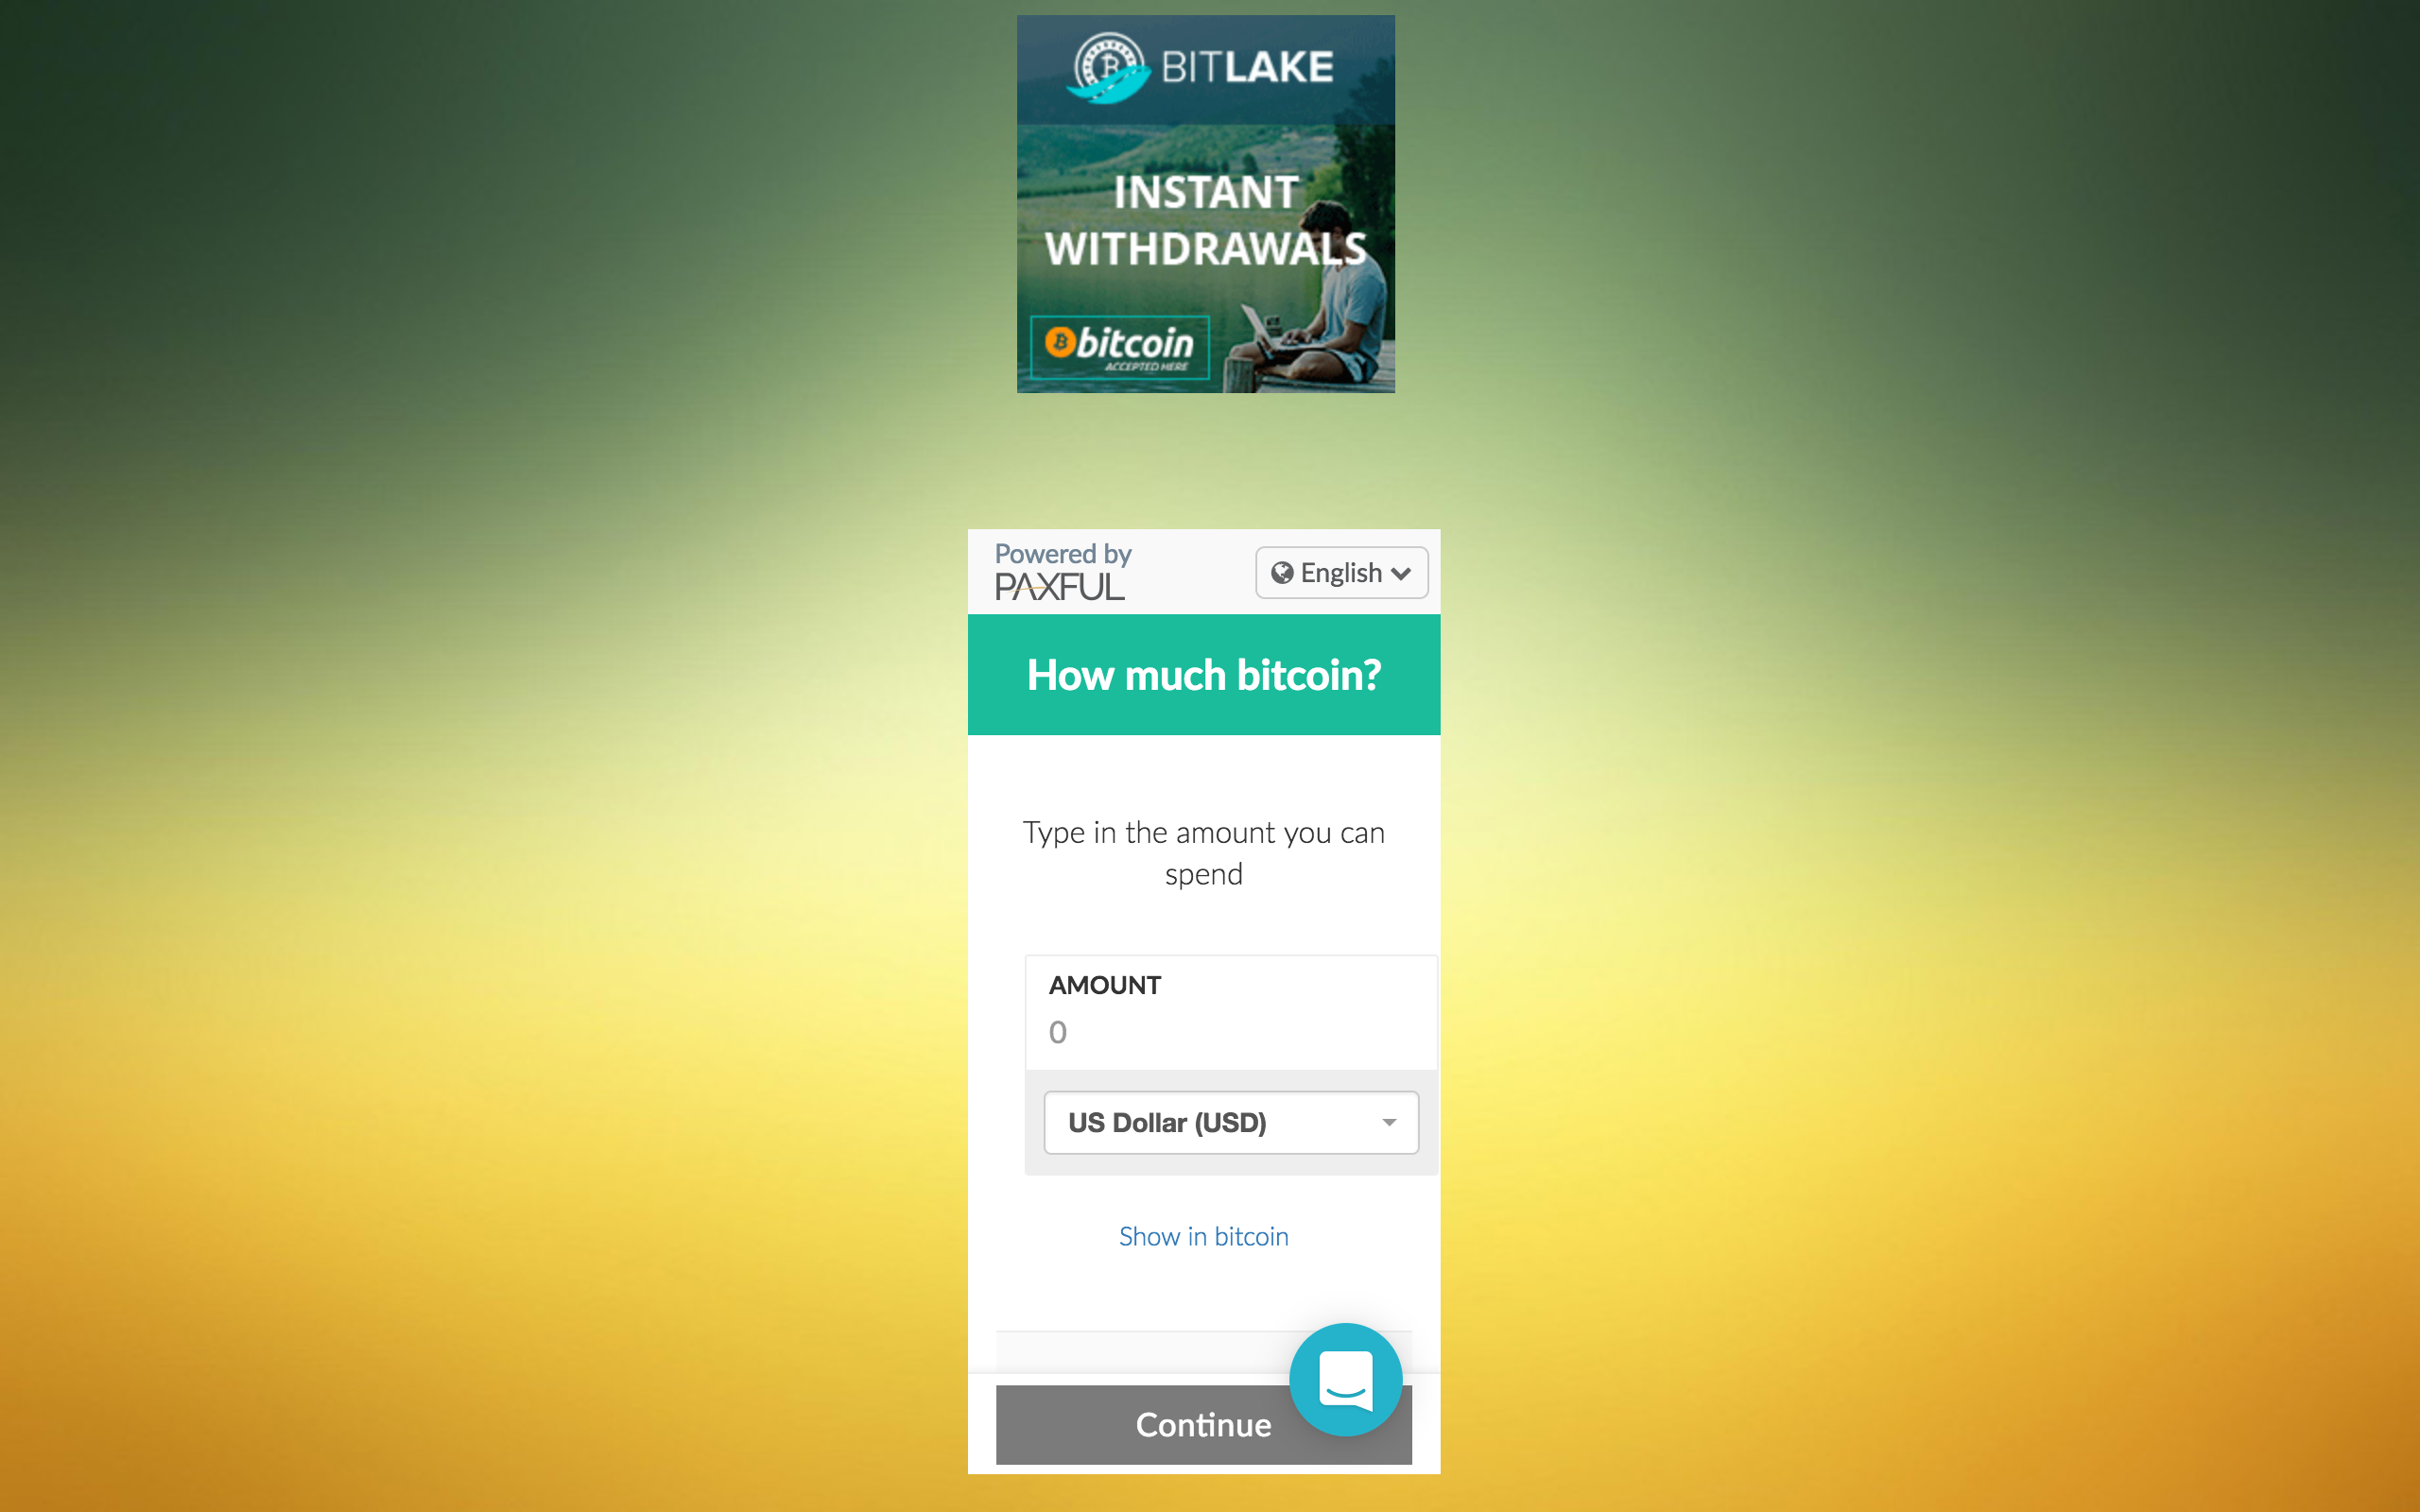 BITLAKE
INSTANT
WITHDRAWALS
bitcoin
ACCEPTED HERE
Powered by
PAXFUL
English
How much bitcoin?
Type in the amount you can
spend
AMOUNT
0
US Dollar (USD)
Show in bitcoin
Continue